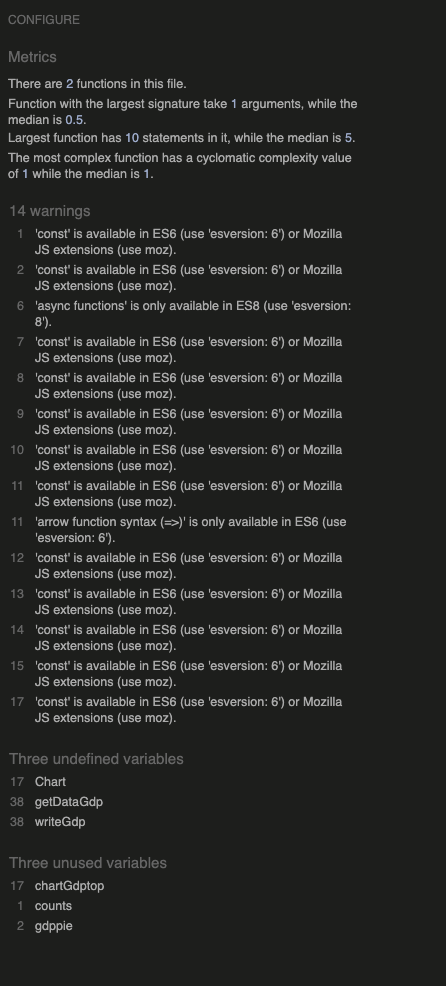 CONFIGURE
Metrics
There are 2 functions in this file.
Function with the largest signature take 1 arguments, while the
median is 0.5.
Largest function has 10 statements in it, while the median is 5.
The most complex function has a cyclomatic complexity value
of 1 while the median is 1.
14 warnings
1 'const' is available in ES6 (use 'esversion: 6') or Mozilla
JS extensions (use moz).
2 'const' is available in ES6 (use 'esversion: 6') or Mozilla
JS extensions (use moz).
6 'async functions' is only available in ES8 (use 'esversion:
8').
7 'const' is available in ES6 (use 'esversion: 6') or Mozilla
JS extensions (use moz).
8 'const' is available in ES6 (use 'esversion: 6') or Mozilla
JS extensions (use moz).
9 'const' is available in ES6 (use 'esversion: 6') or Mozilla
JS extensions (use moz).
10 'const' is available in ES6 (use 'esversion: 6') or Mozilla
JS extensions (use moz).
11 'const' is available in ES6 (use 'esversion: 6') or Mozilla
JS extensions (use moz).
11 'arrow function syntax (=>)' is only available in ES6 (use
'esversion: 6').
12 'const' is available in ES6 (use 'esversion: 6') or Mozilla
JS extensions (use moz).
13 'const' is available in ES6 (use 'esversion: 6') or Mozilla
JS extensions (use moz).
14 'const' is available in ES6 (use 'esversion: 6') or Mozilla
JS extensions (use moz).
15 'const' is available in ES6 (use 'esversion: 6') or Mozilla
JS extensions (use moz).
17 'const' is available in ES6 (use 'esversion: 6') or Mozilla
JS extensions (use moz).
Three undefined variables
17 Chart
38 getDataGdp
38 writeGdp
Three unused variables
17 chartGdptop
1 counts
2 gdppie